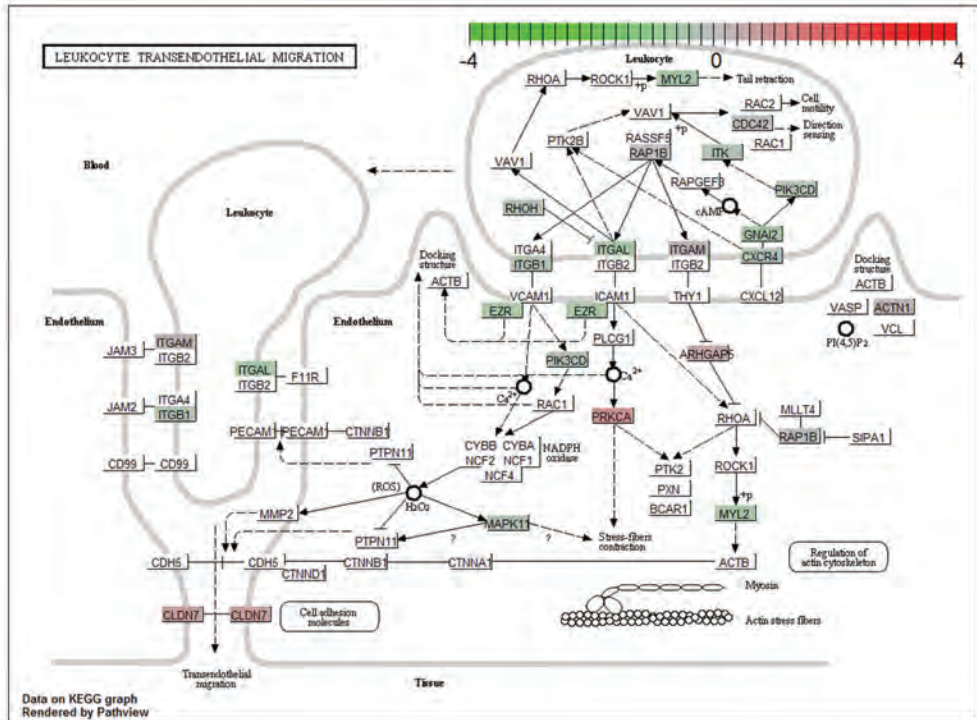 LEUKOCYTE TRANSENDOTHELIAL MIGRATION
-4 0 4
Leukocyte
RHOA ROCK1 +p MYL2 Tail retraction
VAV1 +p RAC2 Cell motility
CDC42 Direction sensing
RAC1
PTK2B RASSF5
RAP1B
ITK
VAV1
RAPGEF3
PIK3CD
cAMP
RHOH
GNAI2
Blood
Leukocyte
ITGA4 ITGAL ITGAM CXCR4
ITGB1 ITGB2 ITGB2
Docking structure
ACTB
Docking structure
ACTB
VCAM1 ICAM1 THY1 CXCL12
EZR EZR
VASP ACTN1
PI(4,5)P2 VCL
Endothelium
Endothelium
PLCG1
JAM3 ITGAM
ITGB2
ARHGAP5
PIK3CD
ITGAL
ITGB2 F11R
Ca2+ Ca2+
RAC1
JAM2 ITGA4
ITGB1
PRKCA RHOA MLLT4
RAP1B SIPA1
PECAM1 PECAM1 CTNNB1
CYBB CYBA NADPH oxidase
NCF2 NCF1
NCF4
PTPN11
CD99 CD99
PTK2 ROCK1
PXN
BCAR1
(ROS)
H2O2
+p
MMP2
MAPK11
MYL2
PTPN11 ? ?
Stress-fibers contraction
CDH5 CDH5 CTNNB1 CTNNA1 ACTB
CTNND1
Regulation of actin cytoskeleton
Myosin
CLDN7 CLDN7
Cell adhesion molecules
Actin stress fibers
Transendothelial migration
Tissue
Data on KEGG graph
Rendered by Pathview